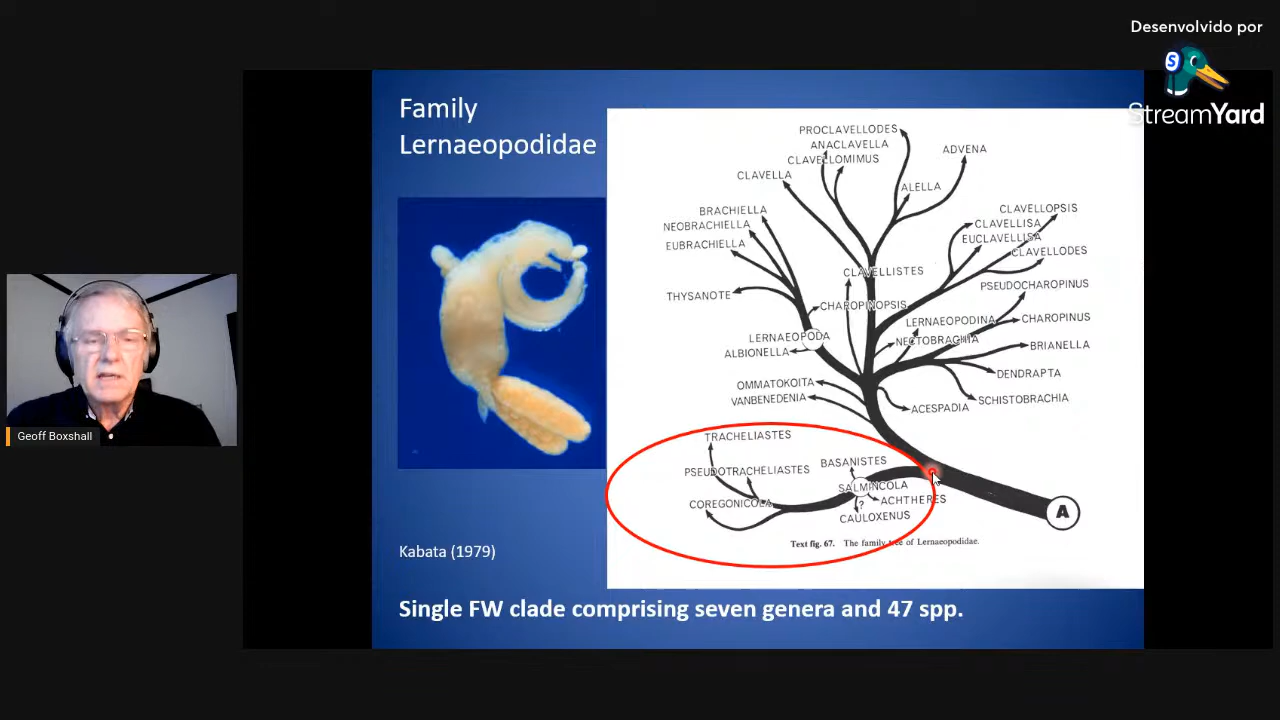 Desenvolvido por
S
StreamYard
Family
Lernaeopodidae
PROCLAVELLODES
ANACLAVELLA
CLAVELLOMIMUS
ADVENA
CLAVELLA
ALELLA
BRACHIELLA
NEOBRACHIELLA
EUBRACHIELLA
CLAVELLOPSIS
CLAVELLISA
EUCLAVELLISA
CLAVELLODES
CLAVELLISTES
PSEUDOCHAROPINUS
THYSANOTE
CHAROPINOPSIS
LERNAEOPODINA
CHAROPINUS
LERNAEOPODA
NECTOBRACHIA
BRIANELLA
ALBIONELLA
DENDRAPTA
OMMATOKOITA
VANBENEDENIA
SCHISTOBRACHIA
ACESPADIA
TRACHELIASTES
BASANISTES
PSEUDOTRACHELIASTES
SALMINCOLA
ACHTHERES
COREGONICOLA
?
CAULOXENUS
A
Text fig. 67. The family tree of Lernaeopodidae.
Geoff Boxshall
Kabata (1979)
Single FW clade comprising seven genera and 47 spp.